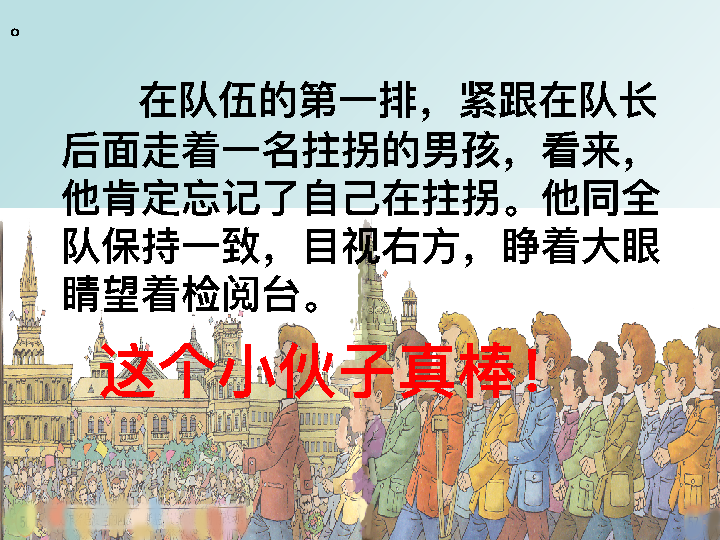 。
在队伍的第一排，紧跟在队长
后面走着一名拄拐的男孩，看来，
他肯定忘记了自己在拄拐。他同全
队保持一致，目视右方，睁着大眼
睛望着检阅台。
这个小伙子真棒！